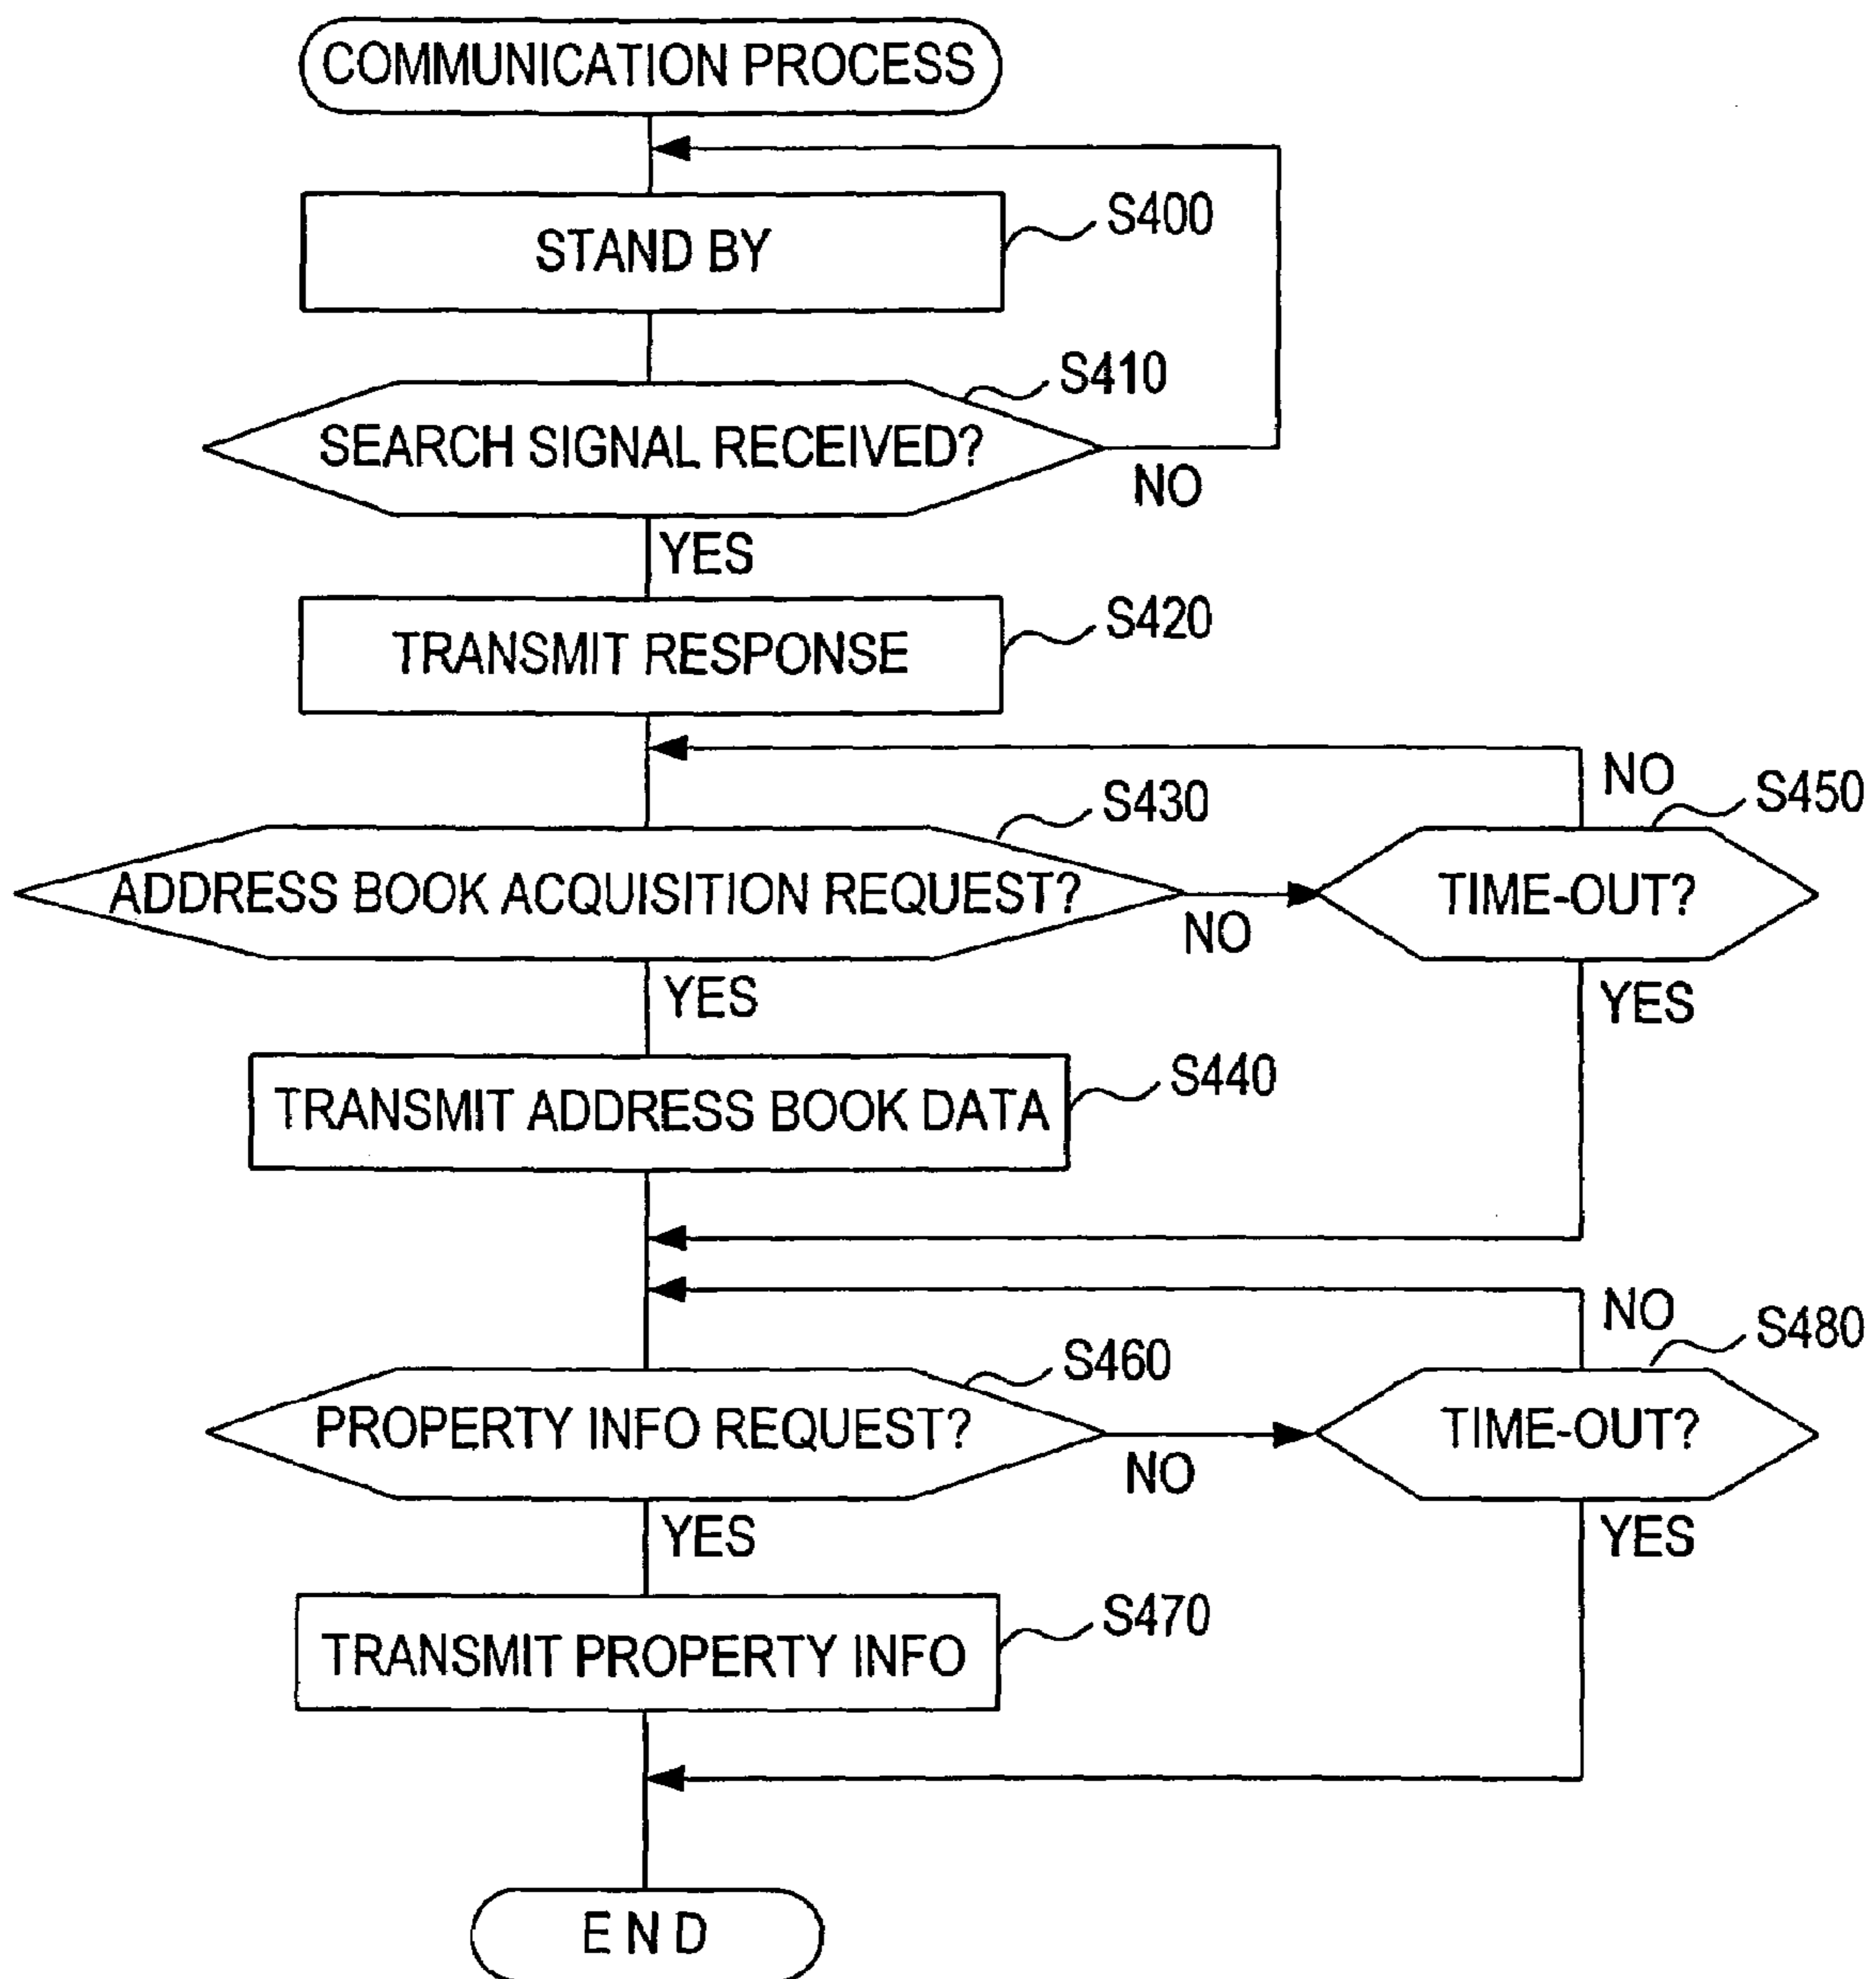 COMMUNICATION PROCESS
STAND BY
S400
SEARCH SIGNAL RECEIVED?
S410
NO
YES
TRANSMIT RESPONSE
S420
ADDRESS BOOK ACQUISITION REQUEST?
S430
NO
TIME-OUT?
S450
NO
YES
YES
TRANSMIT ADDRESS BOOK DATA
S440
PROPERTY INFO REQUEST?
S460
NO
TIME-OUT?
S480
NO
YES
YES
TRANSMIT PROPERTY INFO
S470
END